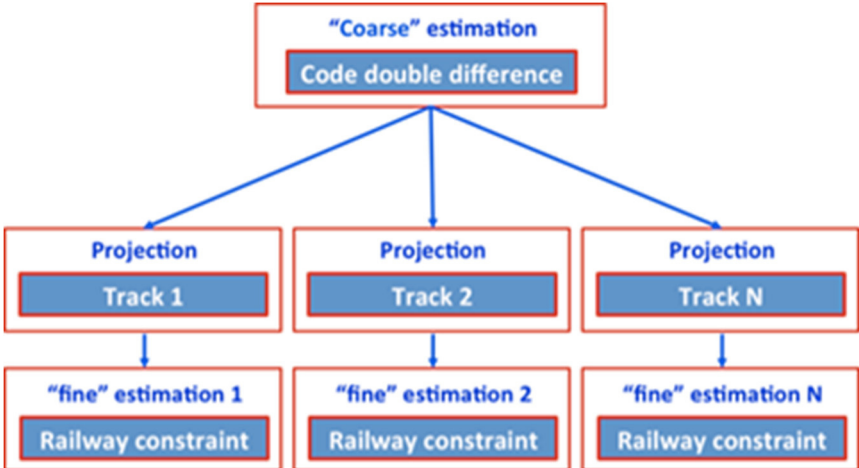 “Coarse” estimation
Code double difference
Projection
Track 1
Projection
Track 2
Projection
Track N
“fine” estimation 1
Railway constraint
“fine” estimation 2
Railway constraint
“fine” estimation N
Railway constraint